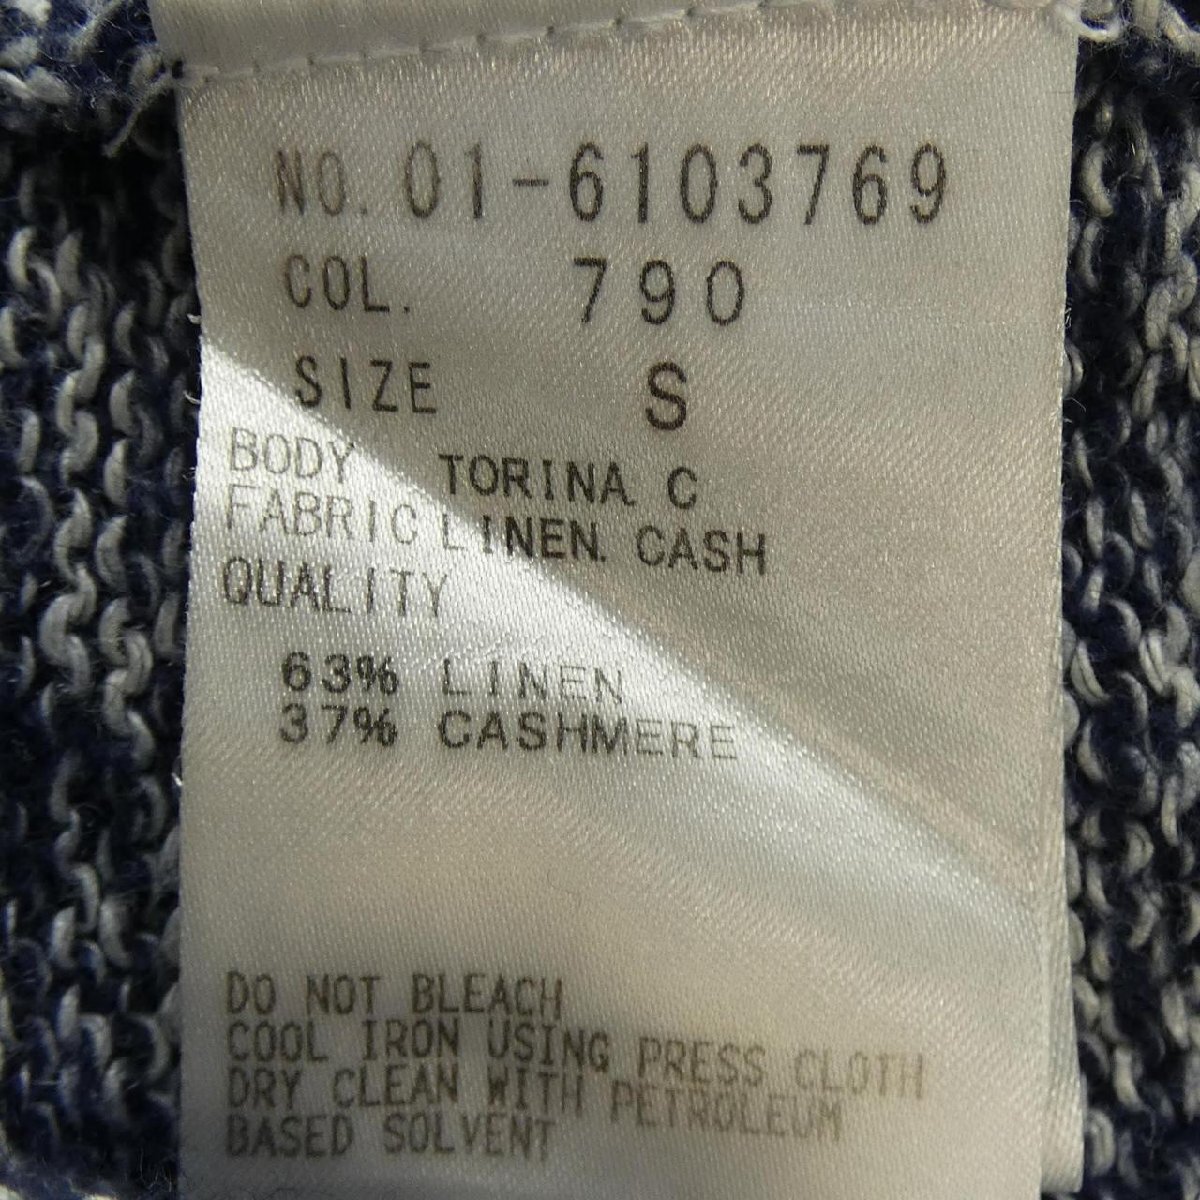 NO. 01-6103769
COL. 790
SIZE S
BODY TORINA C
FABRIC LINEN. CASH
QUALITY
63% LINEN
37% CASHMERE
DO NOT BLEACH
COOL IRON USING PRESS CLOTH
DRY CLEAN WITH PETROLEUM
BASED SOLVENT